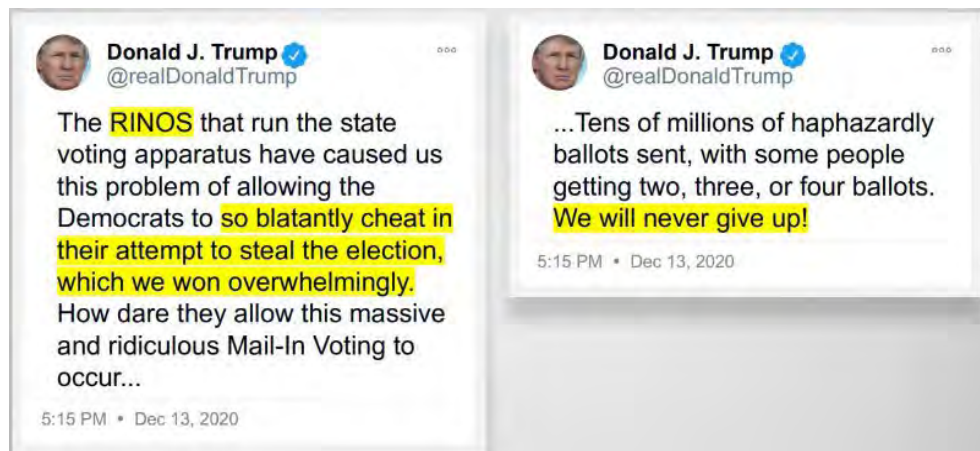 Donald J. Trump
@realDonaldTrump
The RINOS that run the state
voting apparatus have caused us
this problem of allowing the
Democrats to so blatantly cheat in
their attempt to steal the election,
which we won overwhelmingly.
How dare they allow this massive
and ridiculous Mail-In Voting to
occur...
5:15 PM • Dec 13, 2020
Donald J. Trump
@realDonaldTrump
...Tens of millions of haphazardly
ballots sent, with some people
getting two, three, or four ballots.
We will never give up!
5:15 PM • Dec 13, 2020